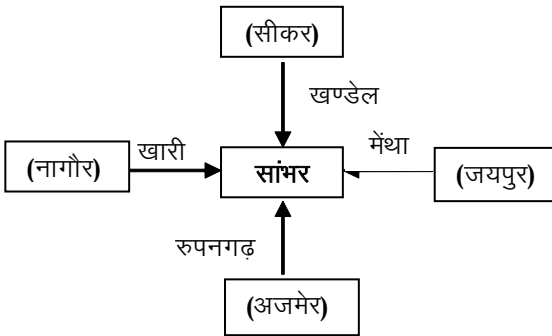 (सीकर)
खण्डेल
(नागौर)
खारी
सांभर
मेंथा
(जयपुर)
रुपनगढ़
(अजमेर)